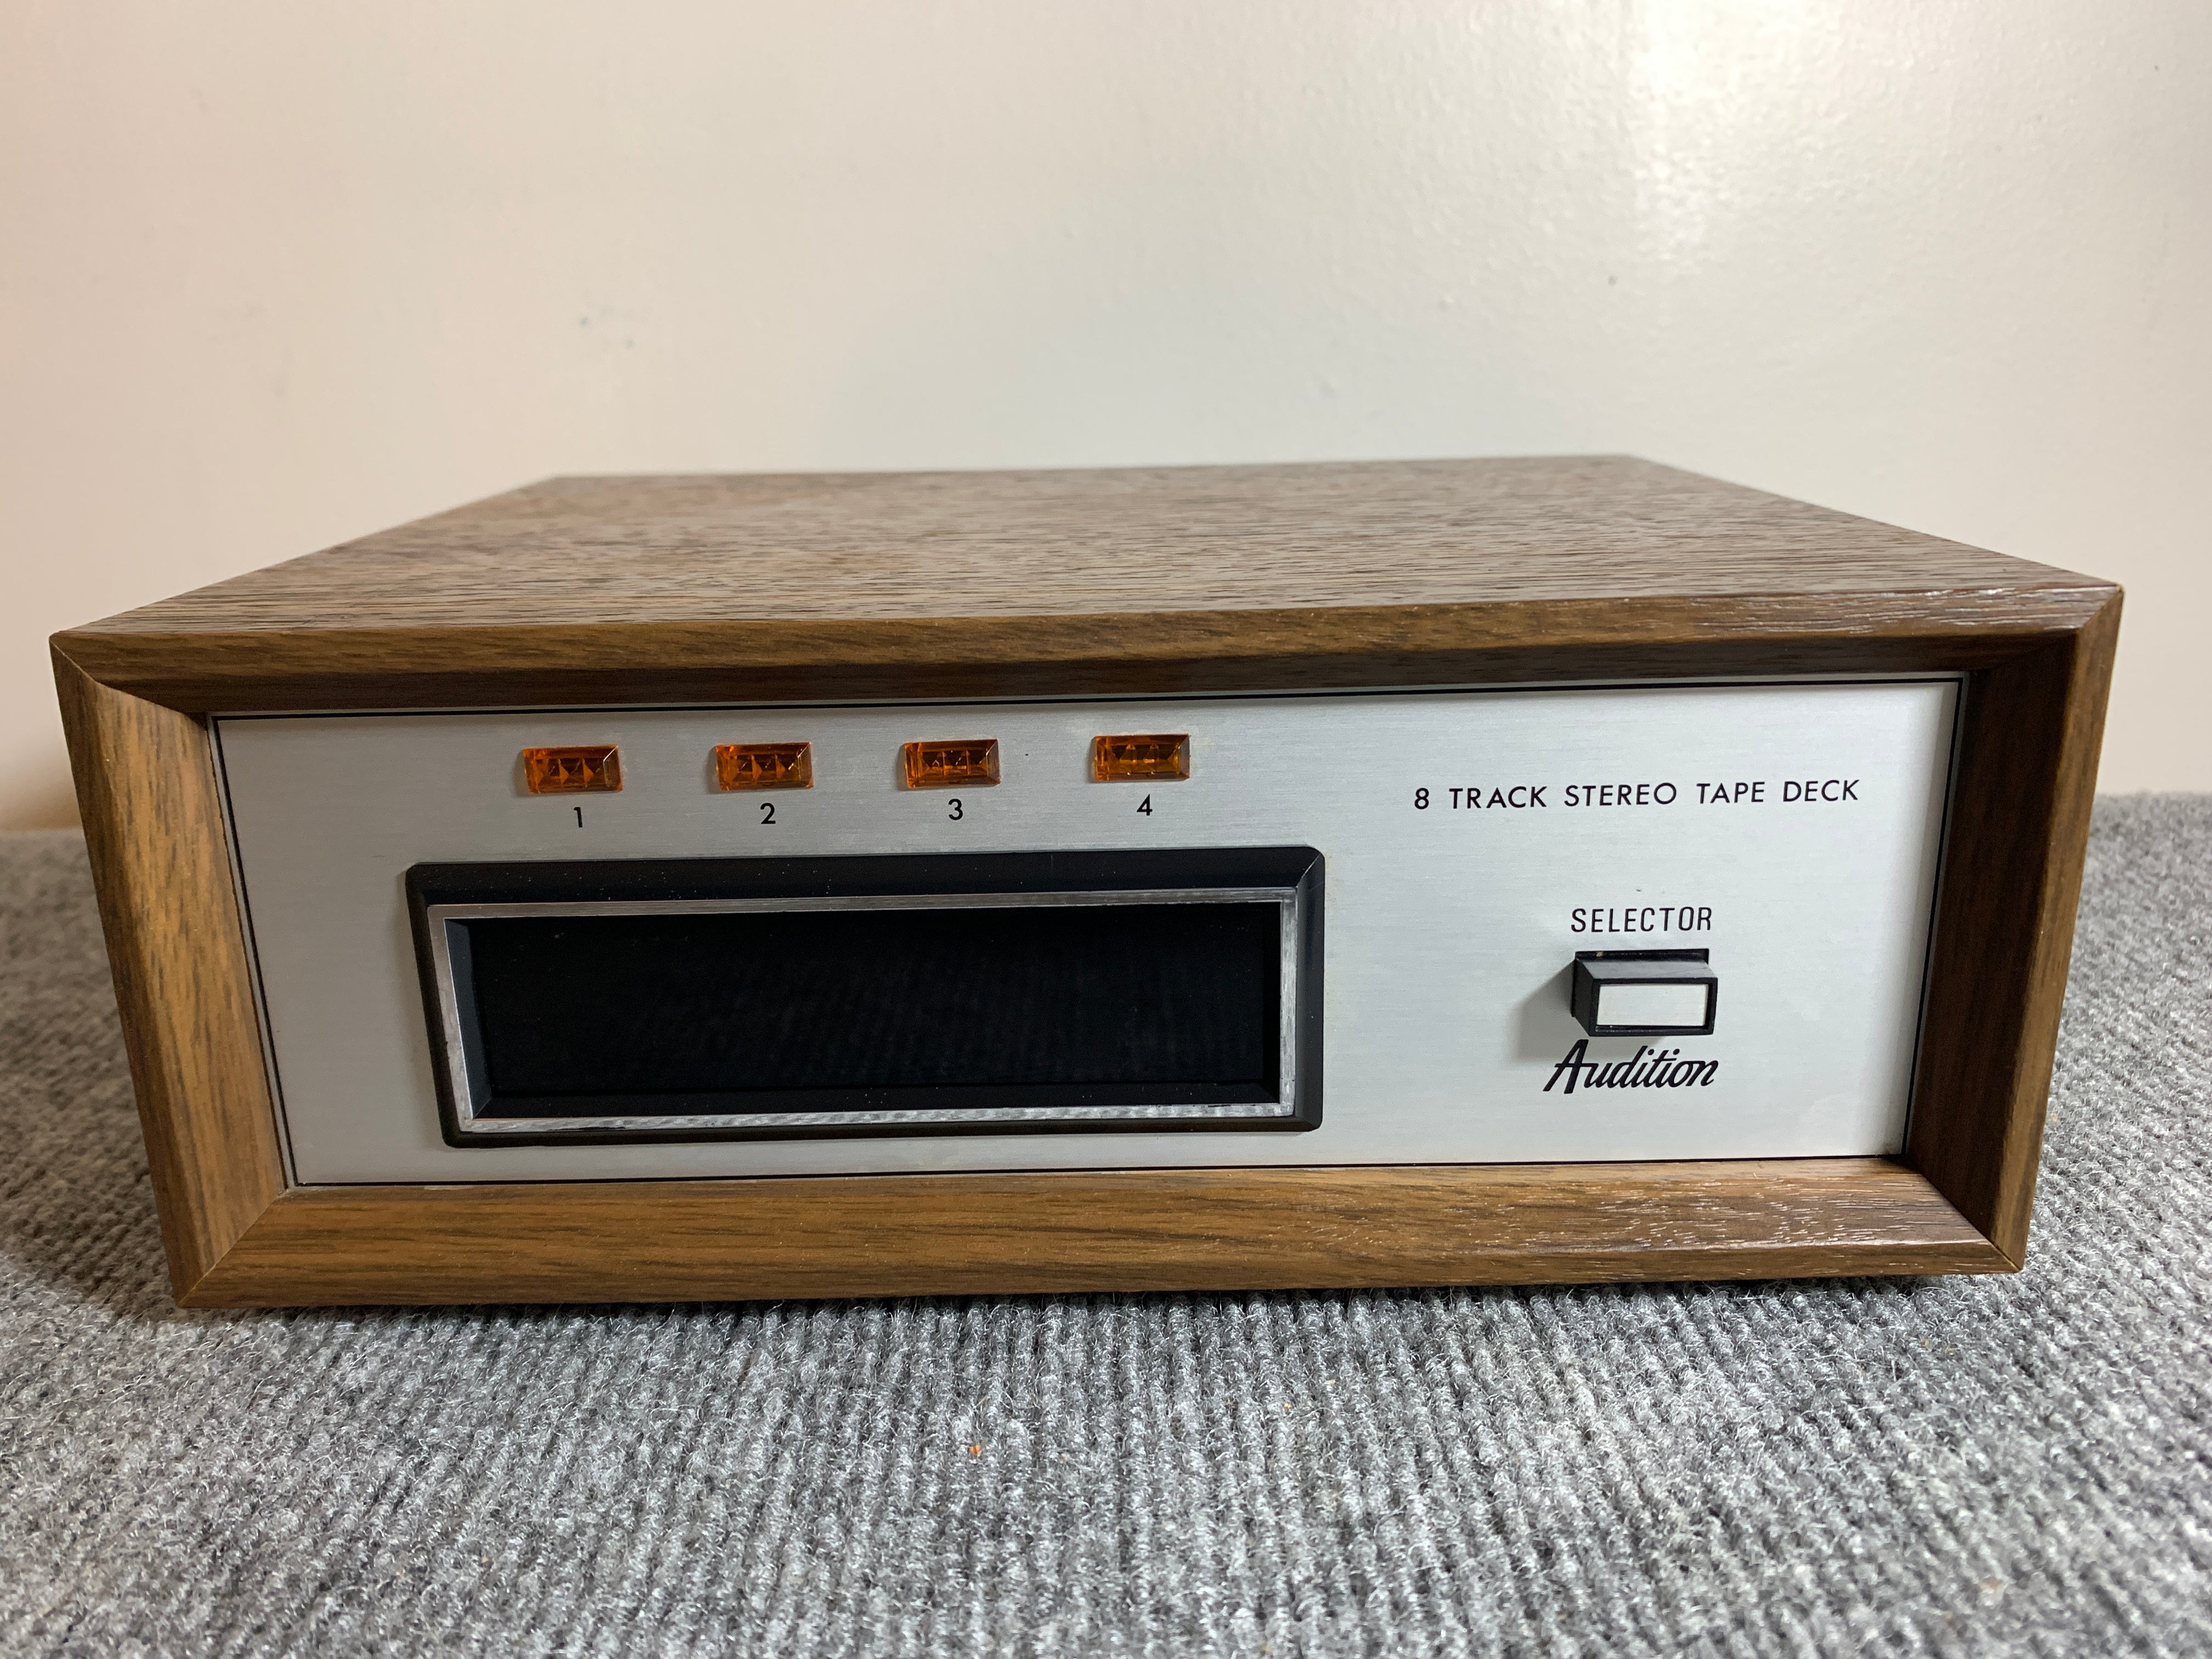 1 2 3 4
8 TRACK STEREO TAPE DECK
SELECTOR
Audition